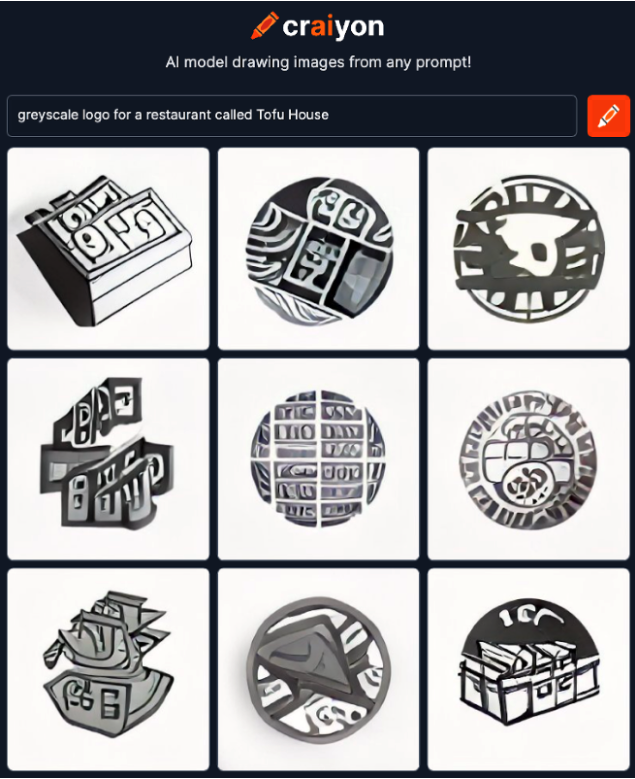 craiyon
AI model drawing images from any prompt!
greyscale logo for a restaurant called Tofu House